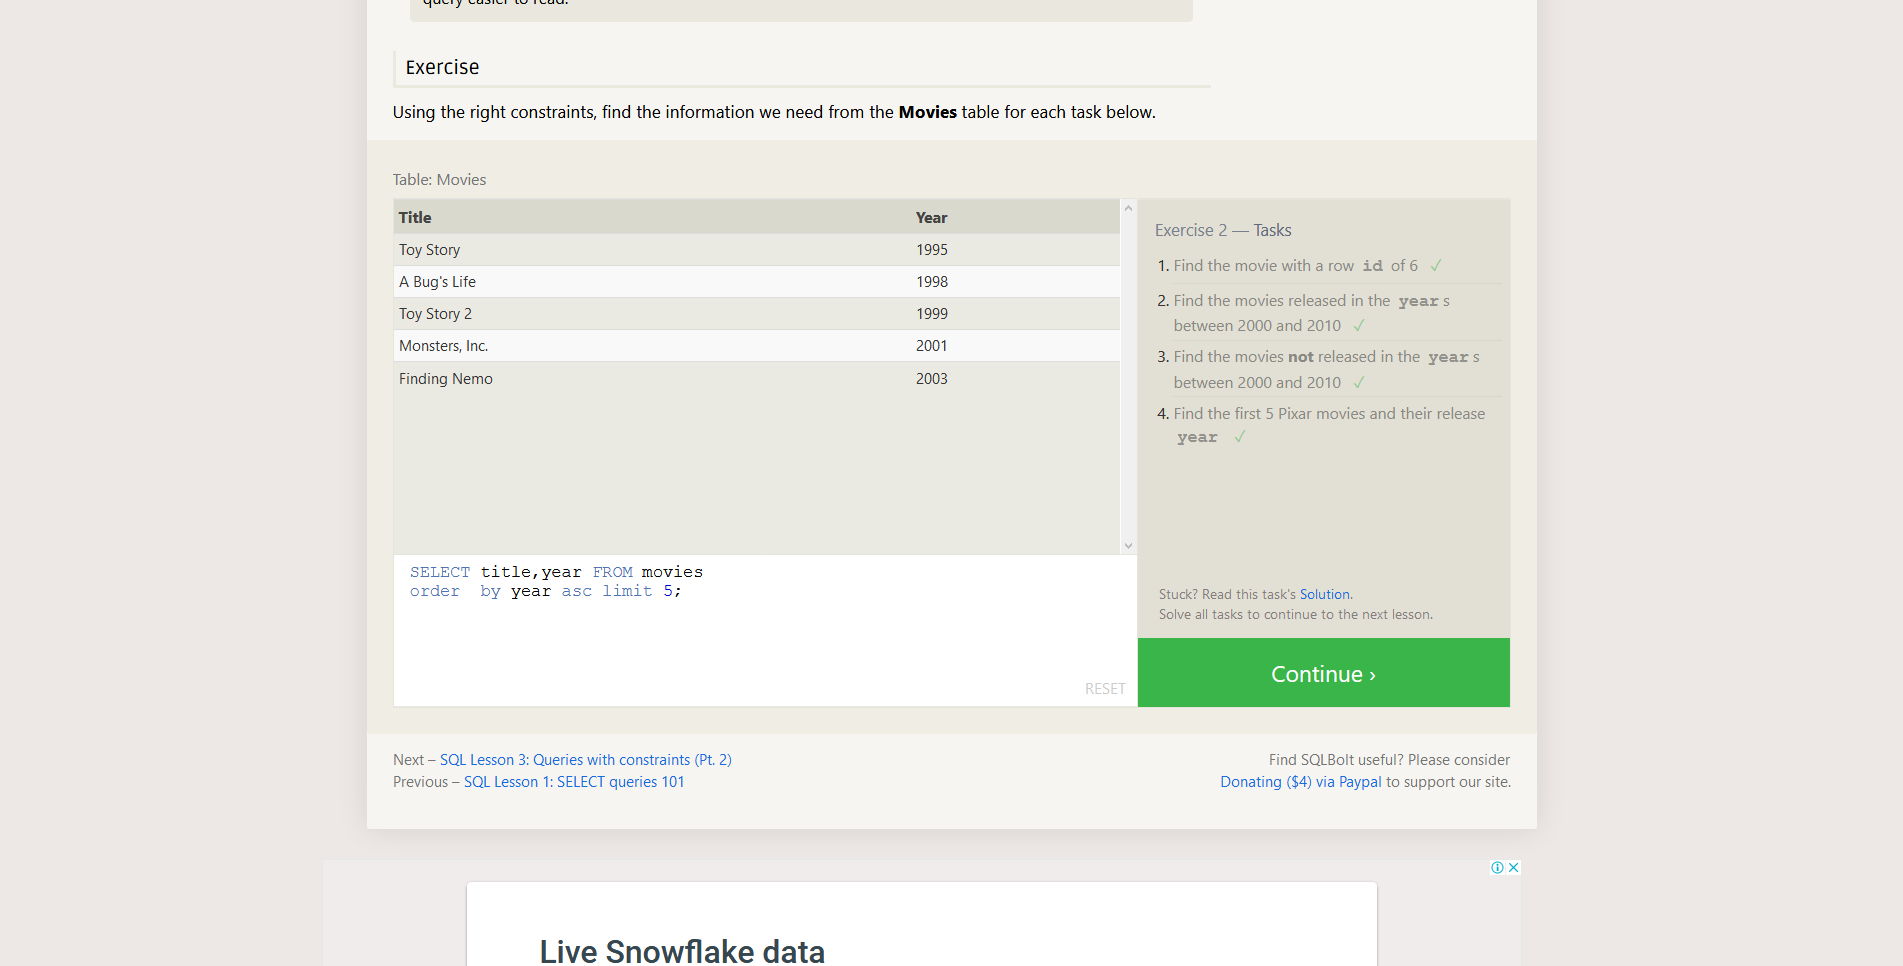 query easier to read.
Exercise
Using the right constraints, find the information we need from the Movies table for each task below.
Table: Movies
Title Year
Toy Story 1995
A Bug's Life 1998
Toy Story 2 1999
Monsters, Inc. 2001
Finding Nemo 2003
SELECT title,year FROM movies
order  by year asc limit 5;
RESET
Exercise 2 — Tasks
1. Find the movie with a row id of 6 ✓
2. Find the movies released in the year s
between 2000 and 2010 ✓
3. Find the movies not released in the year s
between 2000 and 2010 ✓
4. Find the first 5 Pixar movies and their release
year ✓
Stuck? Read this task's Solution.
Solve all tasks to continue to the next lesson.
Continue ›
Next – SQL Lesson 3: Queries with constraints (Pt. 2)
Previous – SQL Lesson 1: SELECT queries 101
Find SQLBolt useful? Please consider
Donating ($4) via Paypal to support our site.
Live Snowflake data